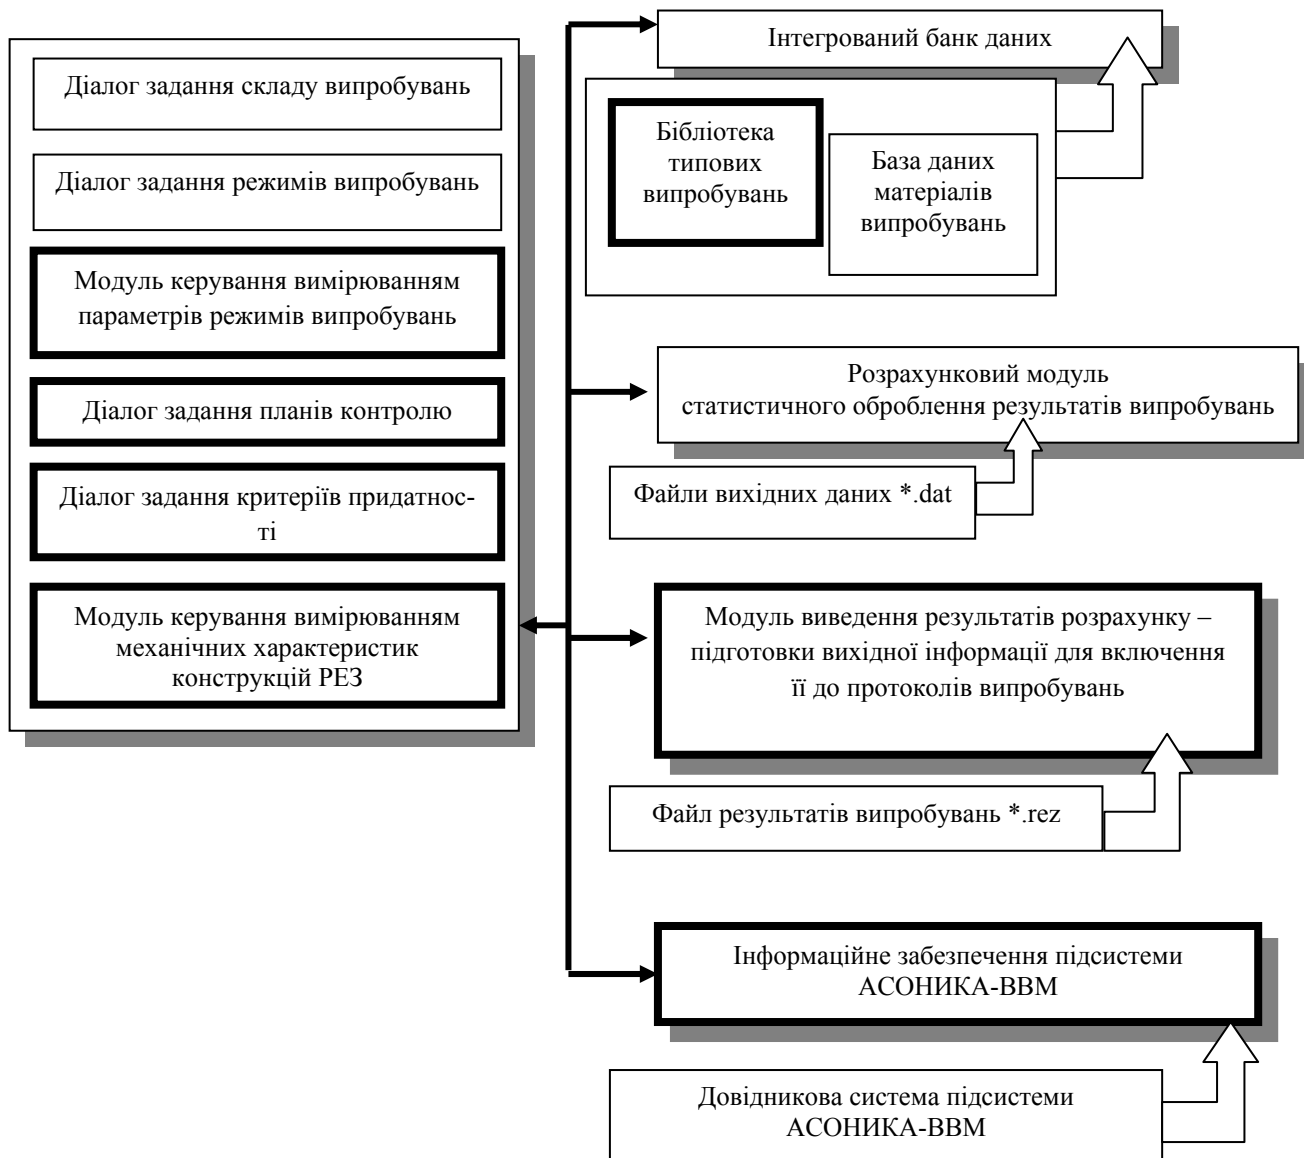 Діалог задання складу випробувань
Діалог задання режимів випробувань
Модуль керування вимірюванням
параметрів режимів випробувань
Діалог задання планів контролю
Діалог задання критеріїв придатнос-
ті
Модуль керування вимірюванням
механічних характеристик
конструкцій РЕЗ
Інтегрований банк даних
Бібліотека
типових
випробувань
База даних
матеріалів
випробувань
Розрахунковий модуль
статистичного оброблення результатів випробувань
Файли вихідних даних *.dat
Модуль виведення результатів розрахунку –
підготовки вихідної інформації для включення
її до протоколів випробувань
Файл результатів випробувань *.rez
Інформаційне забезпечення підсистеми
АСОНИКА-ВВМ
Довідникова система підсистеми
АСОНИКА-ВВМ